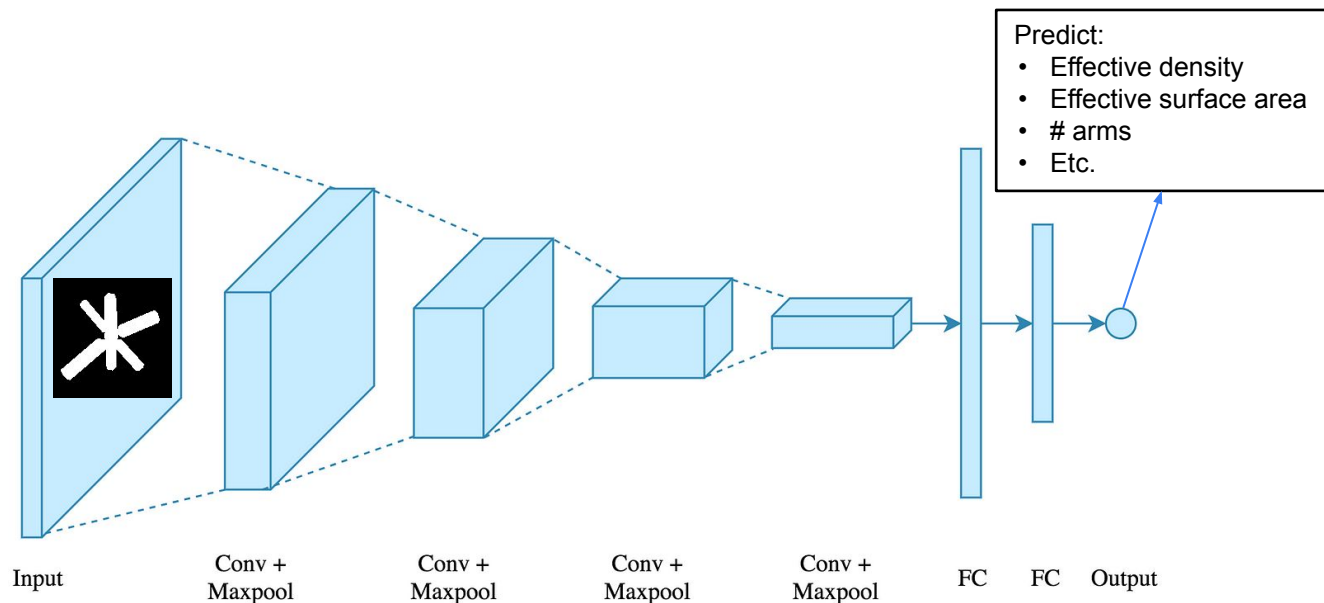 Predict:
• Effective density
• Effective surface area
• # arms
• Etc.
Input
Conv +
Maxpool
Conv +
Maxpool
Conv +
Maxpool
Conv +
Maxpool
FC
FC
Output